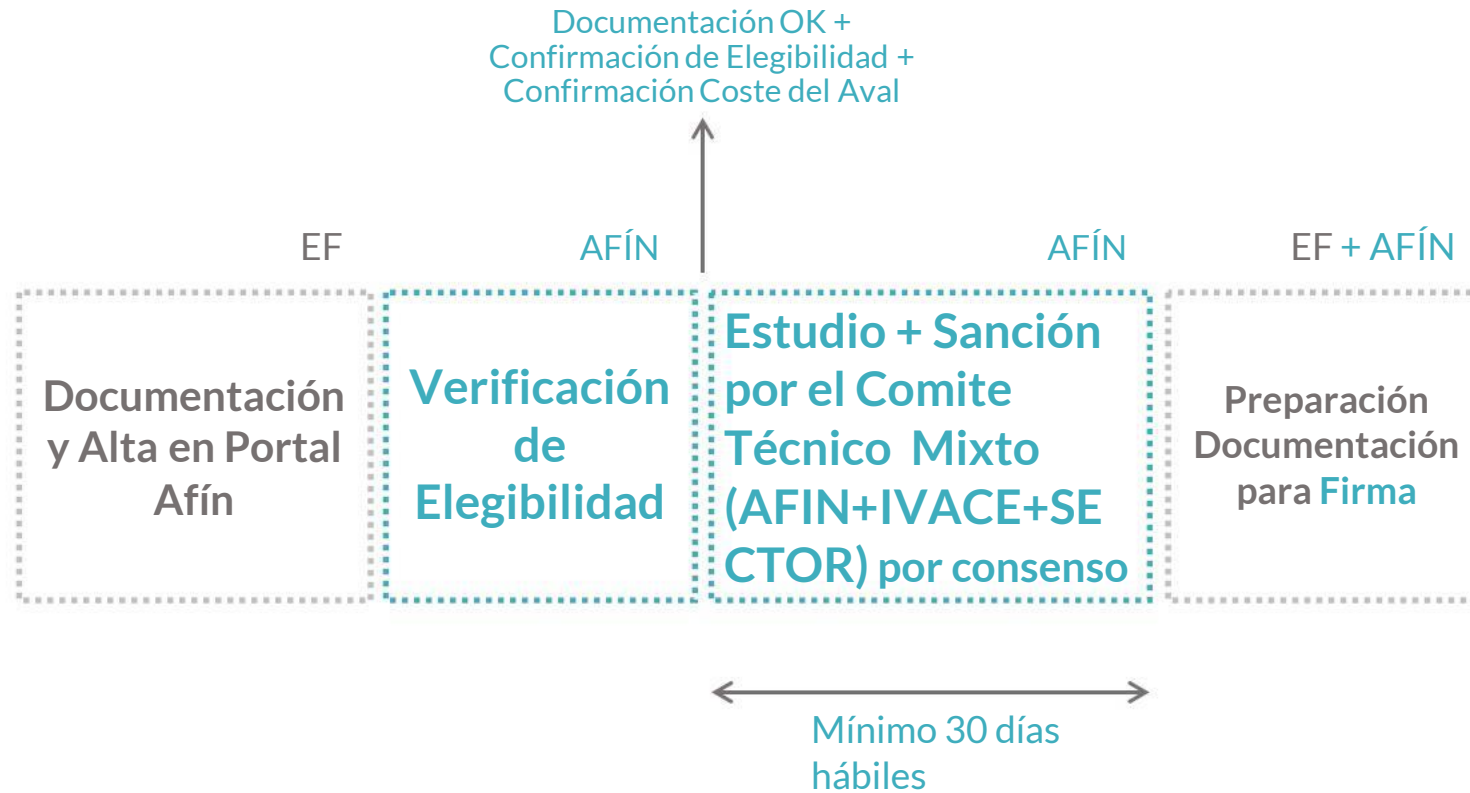 Documentación OK +
Confirmación de Elegibilidad +
Confirmación Coste del Aval
EF
AFÍN
AFÍN
EF + AFÍN
Documentación
y Alta en Portal
Afín
Verificación
de
Elegibilidad
Estudio + Sanción
por el Comite
Técnico Mixto
(AFIN+IVACE+SE
CTOR) por consenso
Preparación
Documentación
para Firma
Mínimo 30 días
hábiles